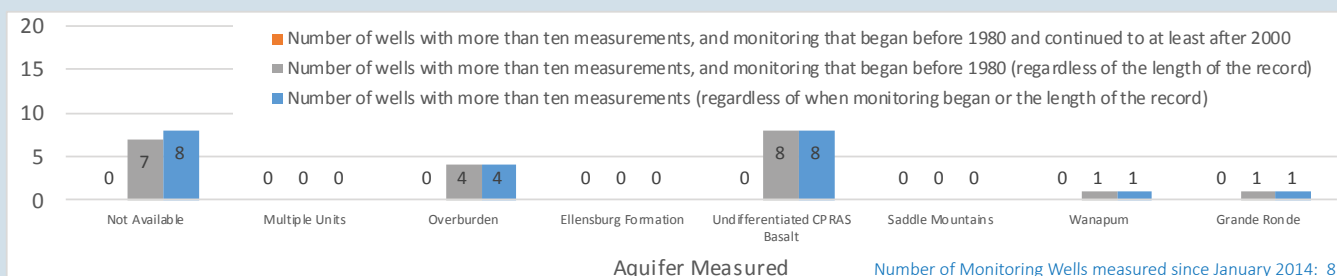 20
15
10
5
0
Number of wells with more than ten measurements, and monitoring that began before 1980 and continued to at least after 2000
Number of wells with more than ten measurements, and monitoring that began before 1980 (regardless of the length of the record)
Number of wells with more than ten measurements (regardless of when monitoring began or the length of the record)
0 7 8 0 0 0 0 4 4 0 0 0 0 8 8 0 0 0 0 1 1 0 1 1
Not Available Multiple Units Overburden Ellensburg Formation Undifferentiated CPRAS Saddle Mountains Wanapum Grande Ronde
Basalt
Aquifer Measured
Number of Monitoring Wells measured since January 2014: 8